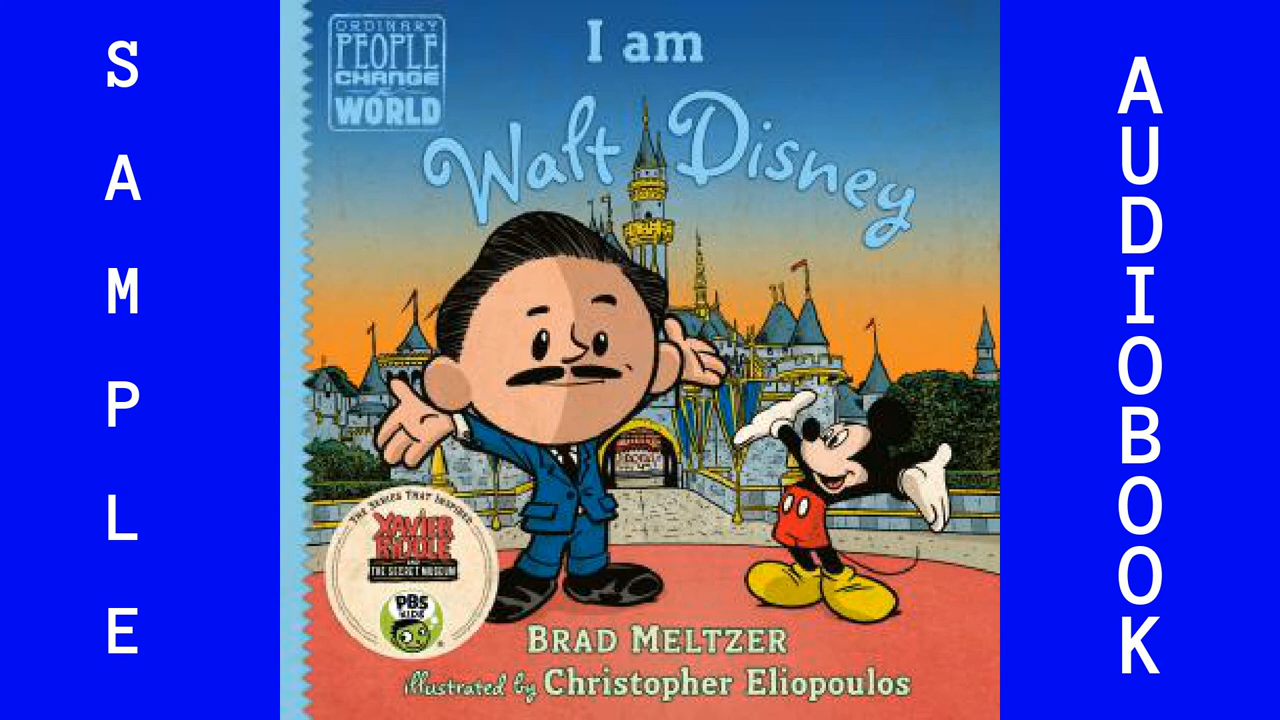 SAMPLE
ORDINARY
PEOPLE
CHANGE
the
WORLD
I am
Walt Disney
THE SERIES THAT INSPIRED
XAVIER
RIDDLE
AND
THE SECRET MUSEUM
PBS
KIDS
BRAD MELTZER
illustrated by Christopher Eliopoulos
AUDIOBOOK